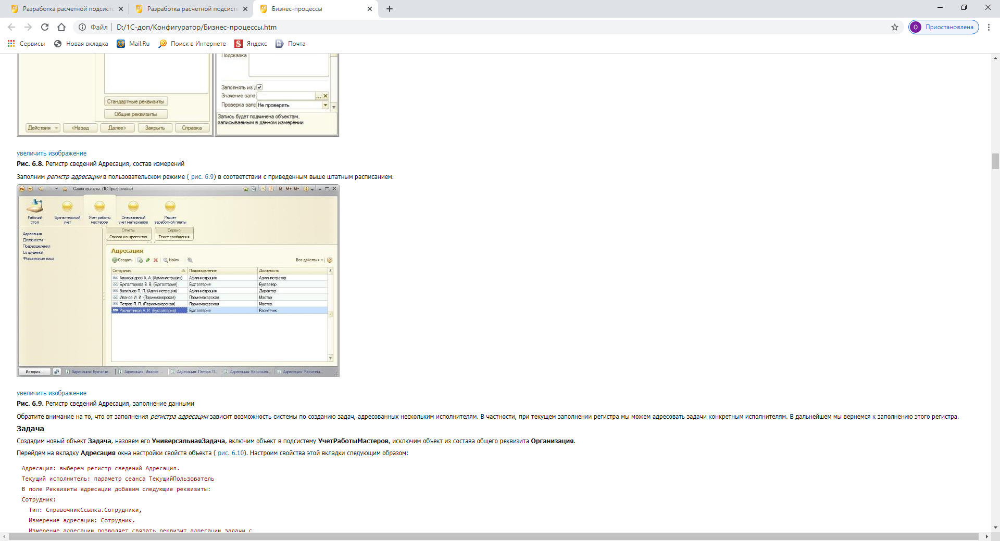 Разработка расчетной подсисте
Разработка расчетной подсисте
Бизнес-процессы
Файл
D:/1С-доп/Конфигуратор/Бизнес-процессы.htm
О
Приостановлена
Сервисы
Новая вкладка
Mail.Ru
Поиск в Интернете
Яндекс
Почта
Подсказка
Заполнять из д
Значение запо
Проверка запс
Не проверять
Стандартные реквизиты
Общие реквизиты
Запись будет подчинена объектам,
записываемым в данном измерении
Действия
<Назад
Далее>
Закрыть
Справка
увеличить изображение
Рис. 6.8. Регистр сведений Адресация, состав измерений
Заполним регистр адресации в пользовательском режиме ( рис. 6.9) в соответствии с приведенным выше штатным расписанием.
Салон красоты (1С:Предприятие)
M M+ M-
Рабочий стол
Бухгалтерский учет
Учет работы мастеров
Оперативный учет материалов
Расчет заработной платы
Адресация
Должности
Подразделения
Сотрудники
Физические лица
Отчеты
Список контрагентов
Сервис
Текст сообщения
Адресация
Создать
Найти...
Все действия
Сотрудник Подразделение Должность
Александров А. А. (Администрация) Администрация Администратор
Бухгалтерова В. В. (Бухгалтерия) Бухгалтерия Бухгалтер
Васильев П. П. (Администрация) Администрация Директор
Иванов И. И. (Парикмахерская) Парикмахерская Мастер
Петров П. П. (Парикмахерская) Парикмахерская Мастер
Расчетчиков А. И. (Бухгалтерия) Бухгалтерия Расчетчик
История...
Адресация: Бухгалте...
Адресация: Иванов ...
Адресация: Петров П...
Адресация: Васильев...
Адресация: Расчетчи...
увеличить изображение
Рис. 6.9. Регистр сведений Адресация, заполнение данными
Обратите внимание на то, что от заполнения регистра адресации зависит возможность системы по созданию задач, адресованных нескольким исполнителям. В частности, при текущем заполнении регистра мы можем адресовать задачи конкретным исполнителям. В дальнейшем мы вернемся к заполнению этого регистра.
Задача
Создадим новый объект Задача, назовем его УниверсальнаяЗадача, включим объект в подсистему УчетРаботыМастеров, исключим объект из состава общего реквизита Организация.
Перейдем на вкладку Адресация окна настройки свойств объекта ( рис. 6.10). Настроим свойства этой вкладки следующим образом:
Адресация: выберем регистр сведений Адресация.
Текущий исполнитель: параметр сеанса ТекущийПользователь
В поле Реквизиты адресации добавим следующие реквизиты:
Сотрудник:
Тип: СправочникСсылка.Сотрудники,
Измерение адресации: Сотрудник.
Измерение адресации позволяет связать реквизит адресации задачи с